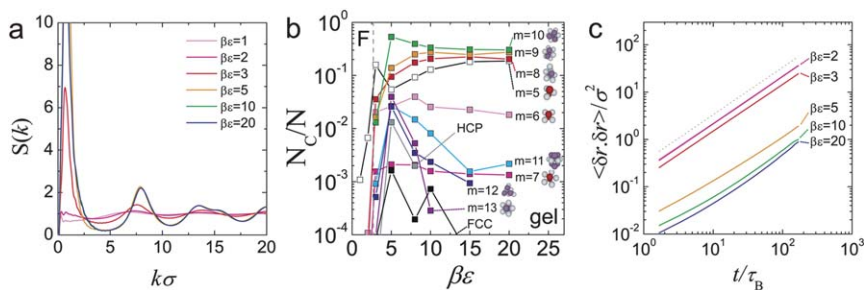 a
S(k)
10
8
6
4
2
0
βε=1
βε=2
βε=3
βε=5
βε=10
βε=20
0 5 10 15 20
kσ
b
N_C/N
10^0
10^-1
10^-2
10^-3
10^-4
F
m=10
m=9
m=8
m=5
m=6
HCP
m=11
m=7
m=12
m=13
FCC
gel
0 5 10 15 20 25
βε
c
<δr.δr>/σ^2
10^2
10^1
10^0
10^-1
10^-2
βε=2
βε=3
βε=5
βε=10
βε=20
10^0 10^1 10^2 10^3
t/τ_B